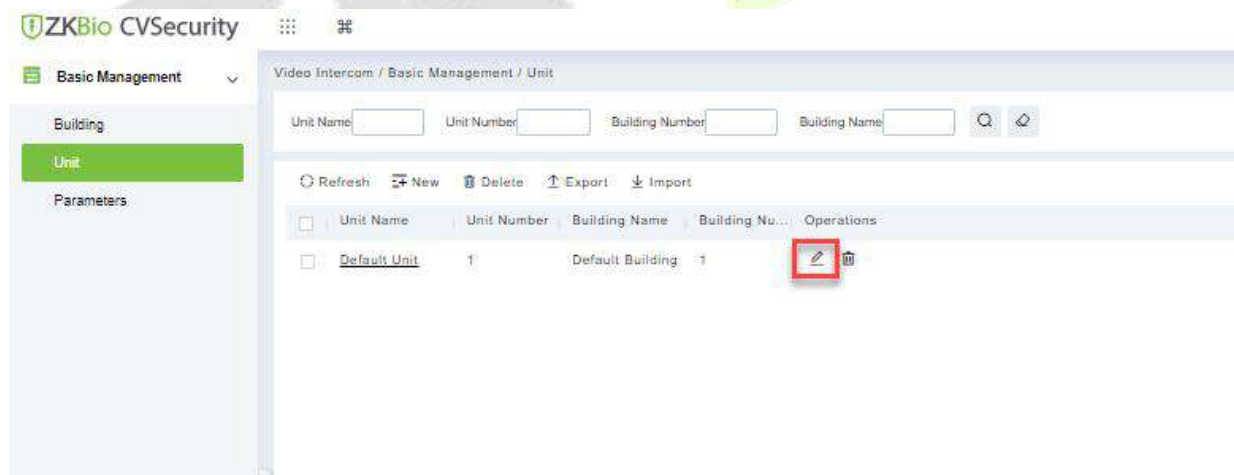 ZKBio CVSecurity
Basic Management
Video Intercom / Basic Management / Unit
Building
Unit
Parameters
Unit Name Unit Number Building Number Building Name
Refresh New Delete Export Import
Unit Name Unit Number Building Name Building Nu... Operations
Default Unit 1 Default Building 1